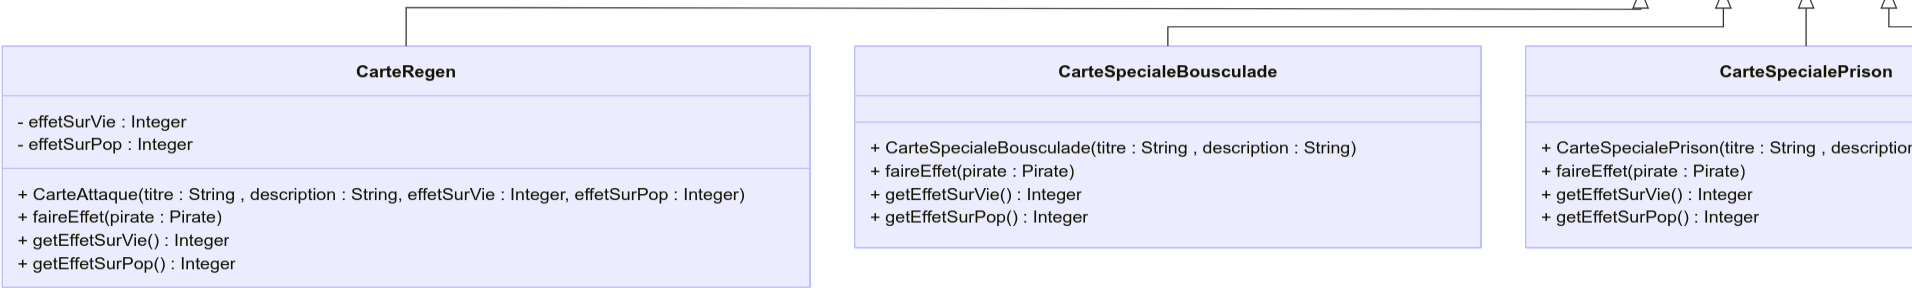 CarteRegen
- effetSurVie : Integer
- effetSurPop : Integer
+ CarteAttaque(titre : String , description : String, effetSurVie : Integer, effetSurPop : Integer)
+ faireEffet(pirate : Pirate)
+ getEffetSurVie() : Integer
+ getEffetSurPop() : Integer
CarteSpecialeBousculade
+ CarteSpecialeBousculade(titre : String , description : String)
+ faireEffet(pirate : Pirate)
+ getEffetSurVie() : Integer
+ getEffetSurPop() : Integer
CarteSpecialePrison
+ CarteSpecialePrison(titre : String , description
+ faireEffet(pirate : Pirate)
+ getEffetSurVie() : Integer
+ getEffetSurPop() : Integer